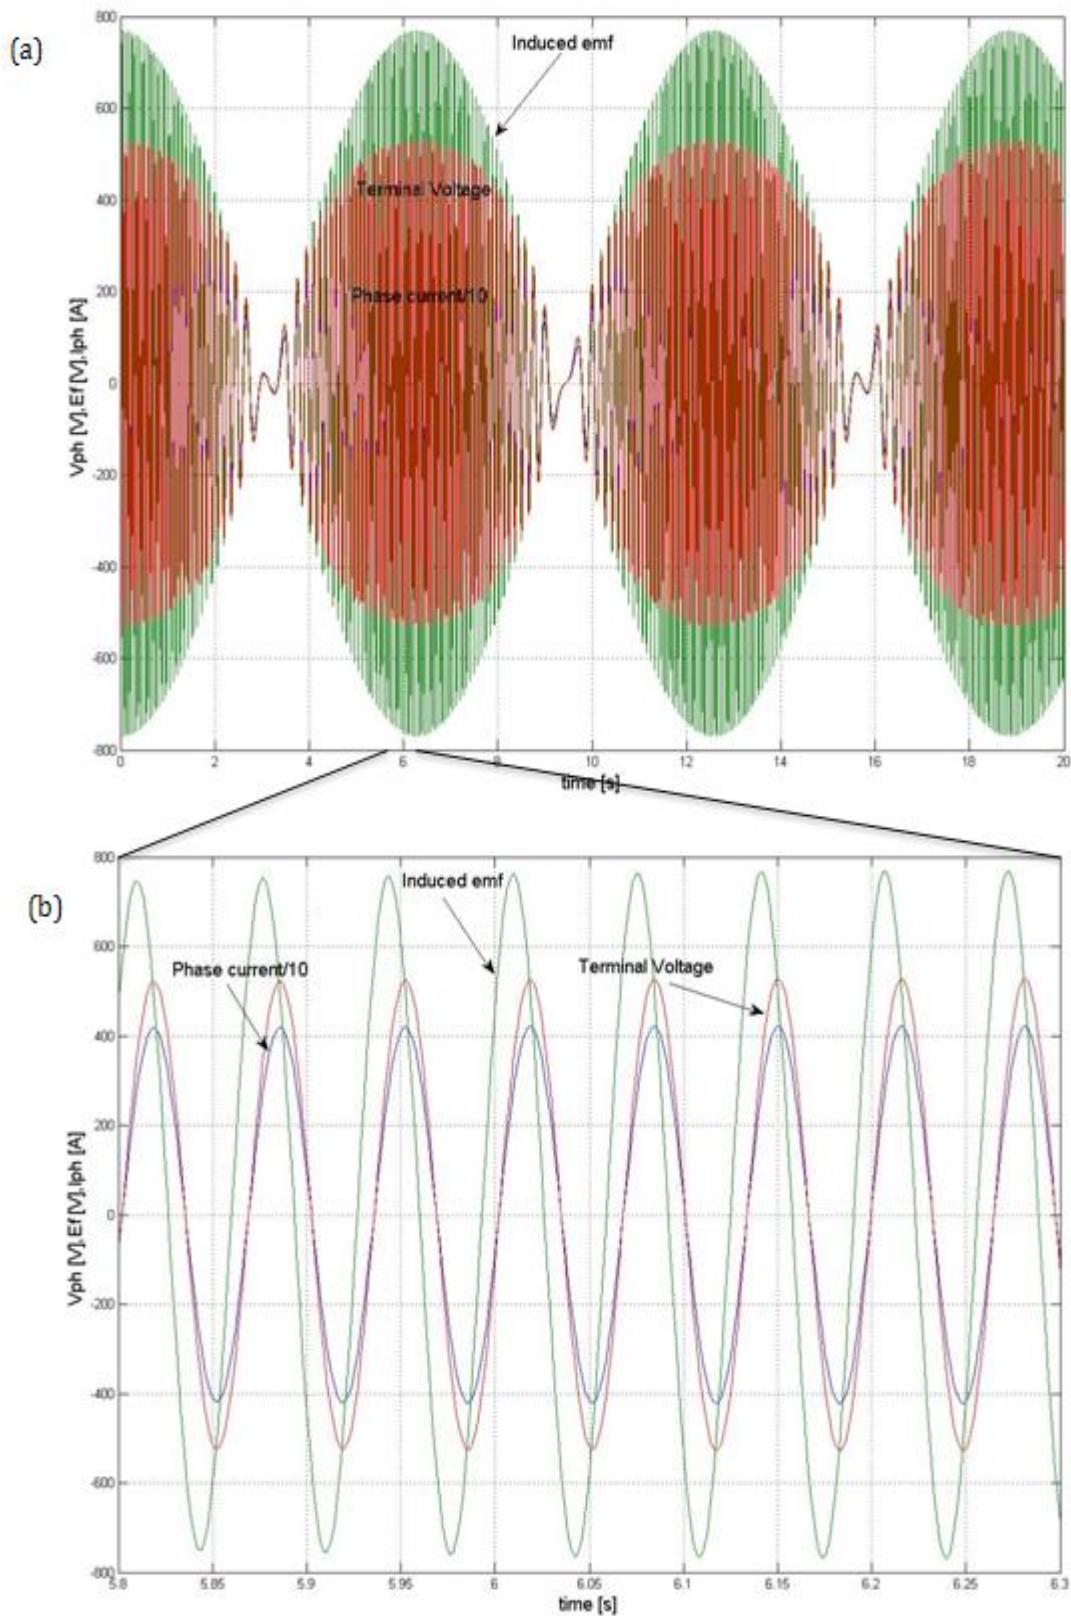 (a)
800
600
400
200
0
-200
-400
-600
-800
Vph [V],Ef [V],Iph [A]
Induced emf
Terminal Voltage
Phase current/10
0 2 4 6 8 10 12 14 16 18 20
time [s]
(b)
800
600
400
200
0
-200
-400
-600
-800
Vph [V],Ef [V],Iph [A]
Induced emf
Phase current/10
Terminal Voltage
5.8 5.85 5.9 5.95 6 6.05 6.1 6.15 6.2 6.25 6.3
time [s]